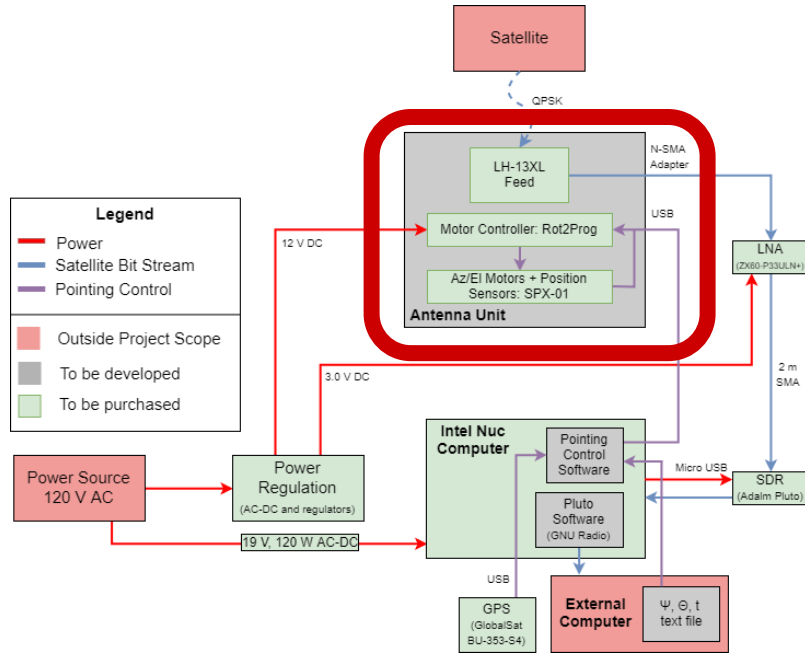 Satellite
QPSK
N-SMA
Adapter
LH-13XL
Feed
USB
Legend
Power
Satellite Bit Stream
Pointing Control
12 V DC
Motor Controller: Rot2Prog
LNA
(ZX60-P33ULN+)
Az/El Motors + Position
Sensors: SPX-01
Antenna Unit
Outside Project Scope
To be developed
To be purchased
3.0 V DC
2 m
SMA
Intel Nuc
Computer
Pointing
Control
Software
Power Source
120 V AC
Power
Regulation
(AC-DC and regulators)
Micro USB
SDR
(Adalm Pluto)
Pluto
Software
(GNU Radio)
19 V, 120 W AC-DC
USB
GPS
(GlobalSat
BU-353-S4)
External
Computer
Ψ, Θ, t
text file